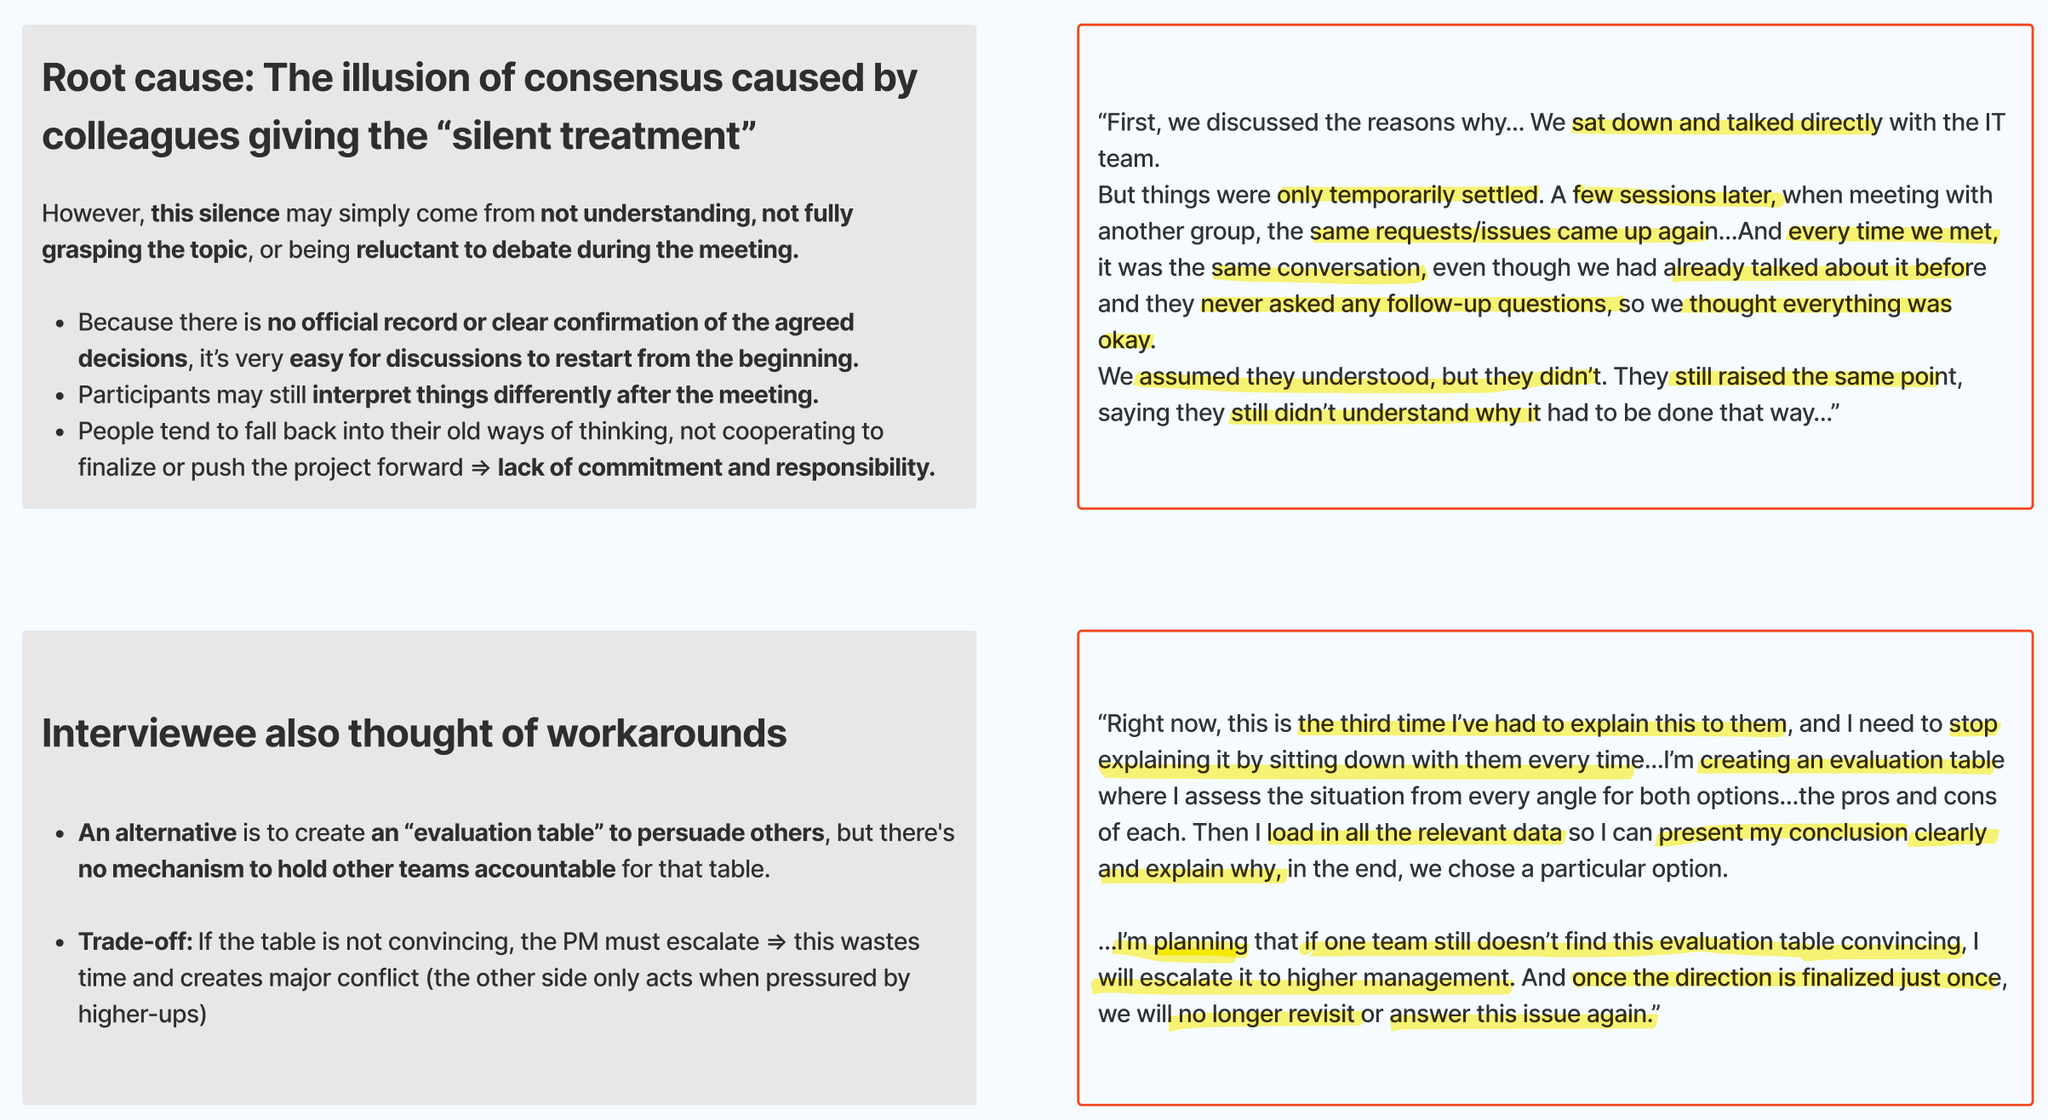 Root cause: The illusion of consensus caused by
colleagues giving the “silent treatment”
However, this silence may simply come from not understanding, not fully
grasping the topic, or being reluctant to debate during the meeting.
• Because there is no official record or clear confirmation of the agreed
decisions, it’s very easy for discussions to restart from the beginning.
• Participants may still interpret things differently after the meeting.
• People tend to fall back into their old ways of thinking, not cooperating to
finalize or push the project forward ⇒ lack of commitment and responsibility.
“First, we discussed the reasons why... We sat down and talked directly with the IT
team.
But things were only temporarily settled. A few sessions later, when meeting with
another group, the same requests/issues came up again...And every time we met,
it was the same conversation, even though we had already talked about it before
and they never asked any follow-up questions, so we thought everything was
okay.
We assumed they understood, but they didn’t. They still raised the same point,
saying they still didn’t understand why it had to be done that way...”
Interviewee also thought of workarounds
• An alternative is to create an “evaluation table” to persuade others, but there's
no mechanism to hold other teams accountable for that table.
• Trade-off: If the table is not convincing, the PM must escalate ⇒ this wastes
time and creates major conflict (the other side only acts when pressured by
higher-ups)
“Right now, this is the third time I’ve had to explain this to them, and I need to stop
explaining it by sitting down with them every time...I’m creating an evaluation table
where I assess the situation from every angle for both options...the pros and cons
of each. Then I load in all the relevant data so I can present my conclusion clearly
and explain why, in the end, we chose a particular option.
...I’m planning that if one team still doesn’t find this evaluation table convincing, I
will escalate it to higher management. And once the direction is finalized just once,
we will no longer revisit or answer this issue again.”